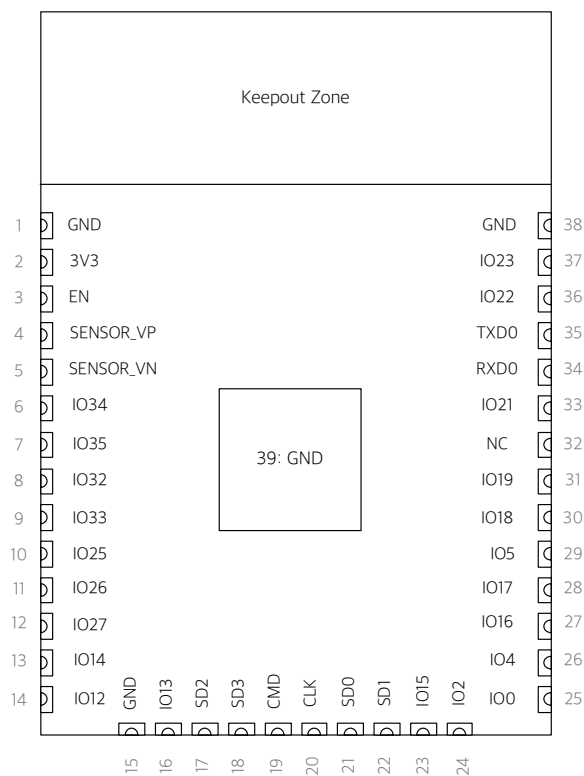 Keepout Zone
1 GND GND 38
2 3V3 IO23 37
3 EN IO22 36
4 SENSOR_VP TXD0 35
5 SENSOR_VN RXD0 34
6 IO34 IO21 33
7 IO35 NC 32
39: GND
8 IO32 IO19 31
9 IO33 IO18 30
10 IO25 IO5 29
11 IO26 IO17 28
12 IO27 IO16 27
13 IO14 IO4 26
14 IO12 IO0 25
GND IO13 SD2 SD3 CMD CLK SD0 SD1 IO15 IO2
15 16 17 18 19 20 21 22 23 24